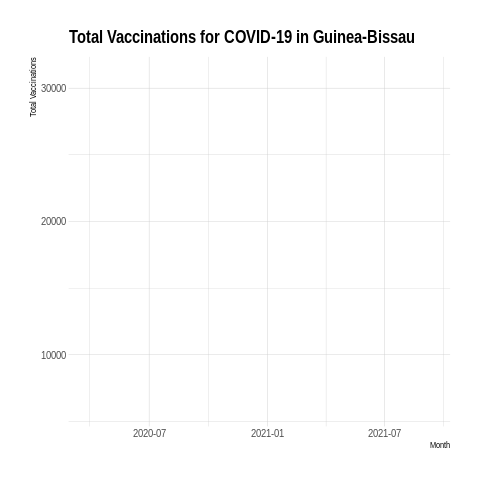 Total Vaccinations for COVID-19 in Guinea-Bissau
Total Vaccinations
30000
20000
10000
2020-07 2021-01 2021-07
Month